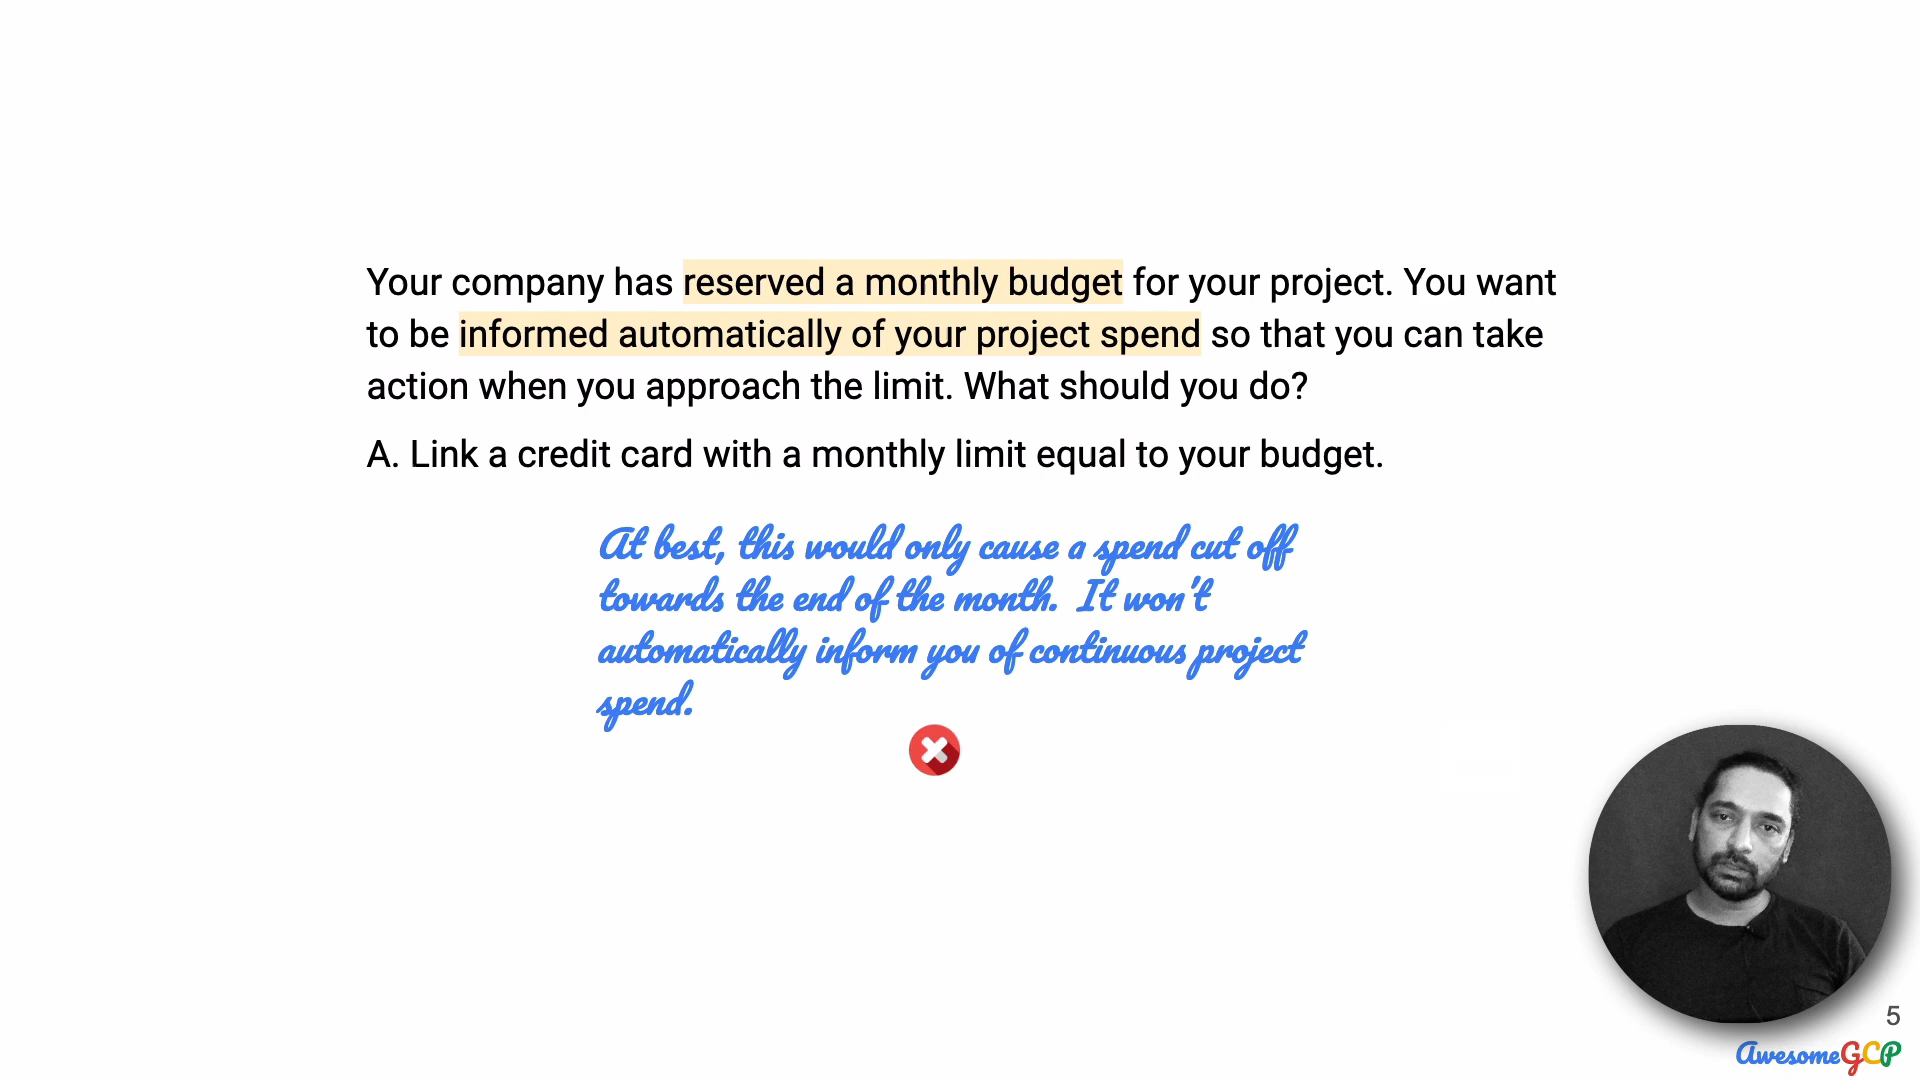 Your company has reserved a monthly budget for your project. You want
to be informed automatically of your project spend so that you can take
action when you approach the limit. What should you do?
A. Link a credit card with a monthly limit equal to your budget.
At best, this would only cause a spend cut off
towards the end of the month. It won't
automatically inform you of continuous project
spend.
5
AwesomeGCP